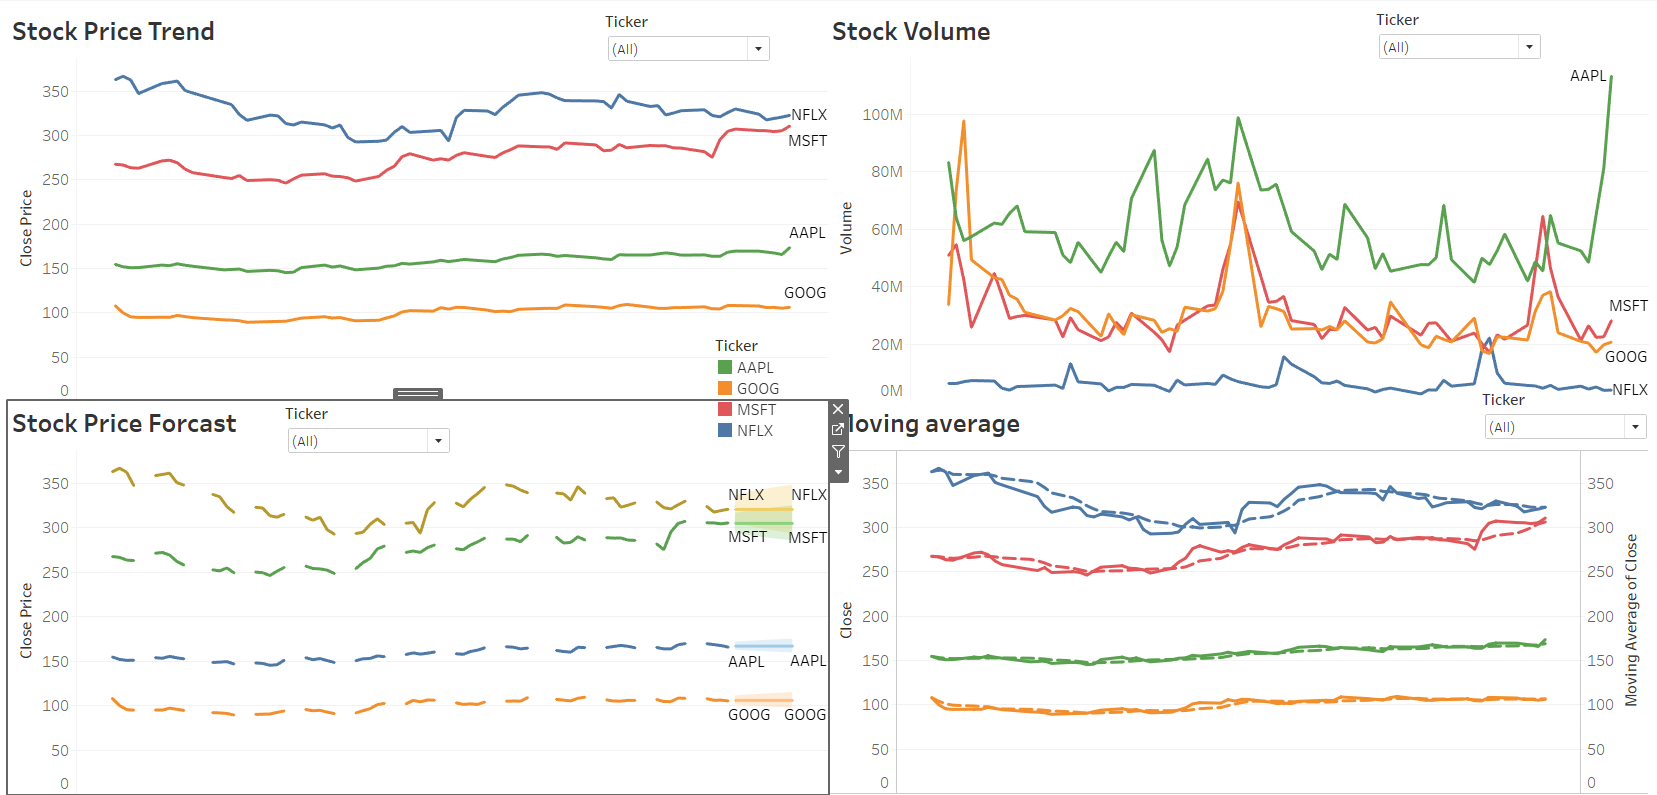 Stock Price Trend
Ticker
(All)
Close Price
350
300
250
200
150
100
50
0
NFLX
MSFT
AAPL
GOOG
Stock Volume
Ticker
(All)
Volume
100M
80M
60M
40M
20M
0M
AAPL
MSFT
GOOG
NFLX
Ticker
AAPL
GOOG
MSFT
NFLX
Stock Price Forcast
Ticker
(All)
Close Price
350
300
250
200
150
100
50
0
NFLX NFLX
MSFT MSFT
AAPL AAPL
GOOG GOOG
Moving average
Ticker
(All)
Close
350
300
250
200
150
100
50
0
350
300
250
200
150
100
50
0
Moving Average of Close